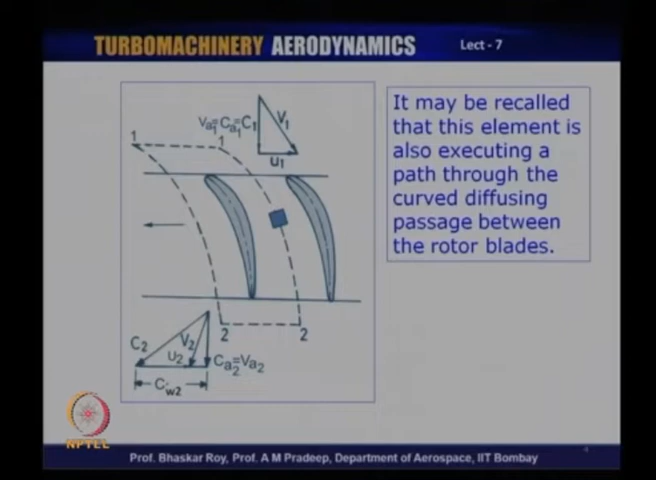 TURBOMACHINERY AERODYNAMICS
Lect - 7
Va1=Ca1=C1
V1
u1
1
1
It may be recalled
that this element is
also executing a
path through the
curved diffusing
passage between
the rotor blades.
C2
V2
u2
Ca2=Va2
Cw2
2
2
NPTEL
Prof. Bhaskar Roy, Prof. A M Pradeep, Department of Aerospace, IIT Bombay